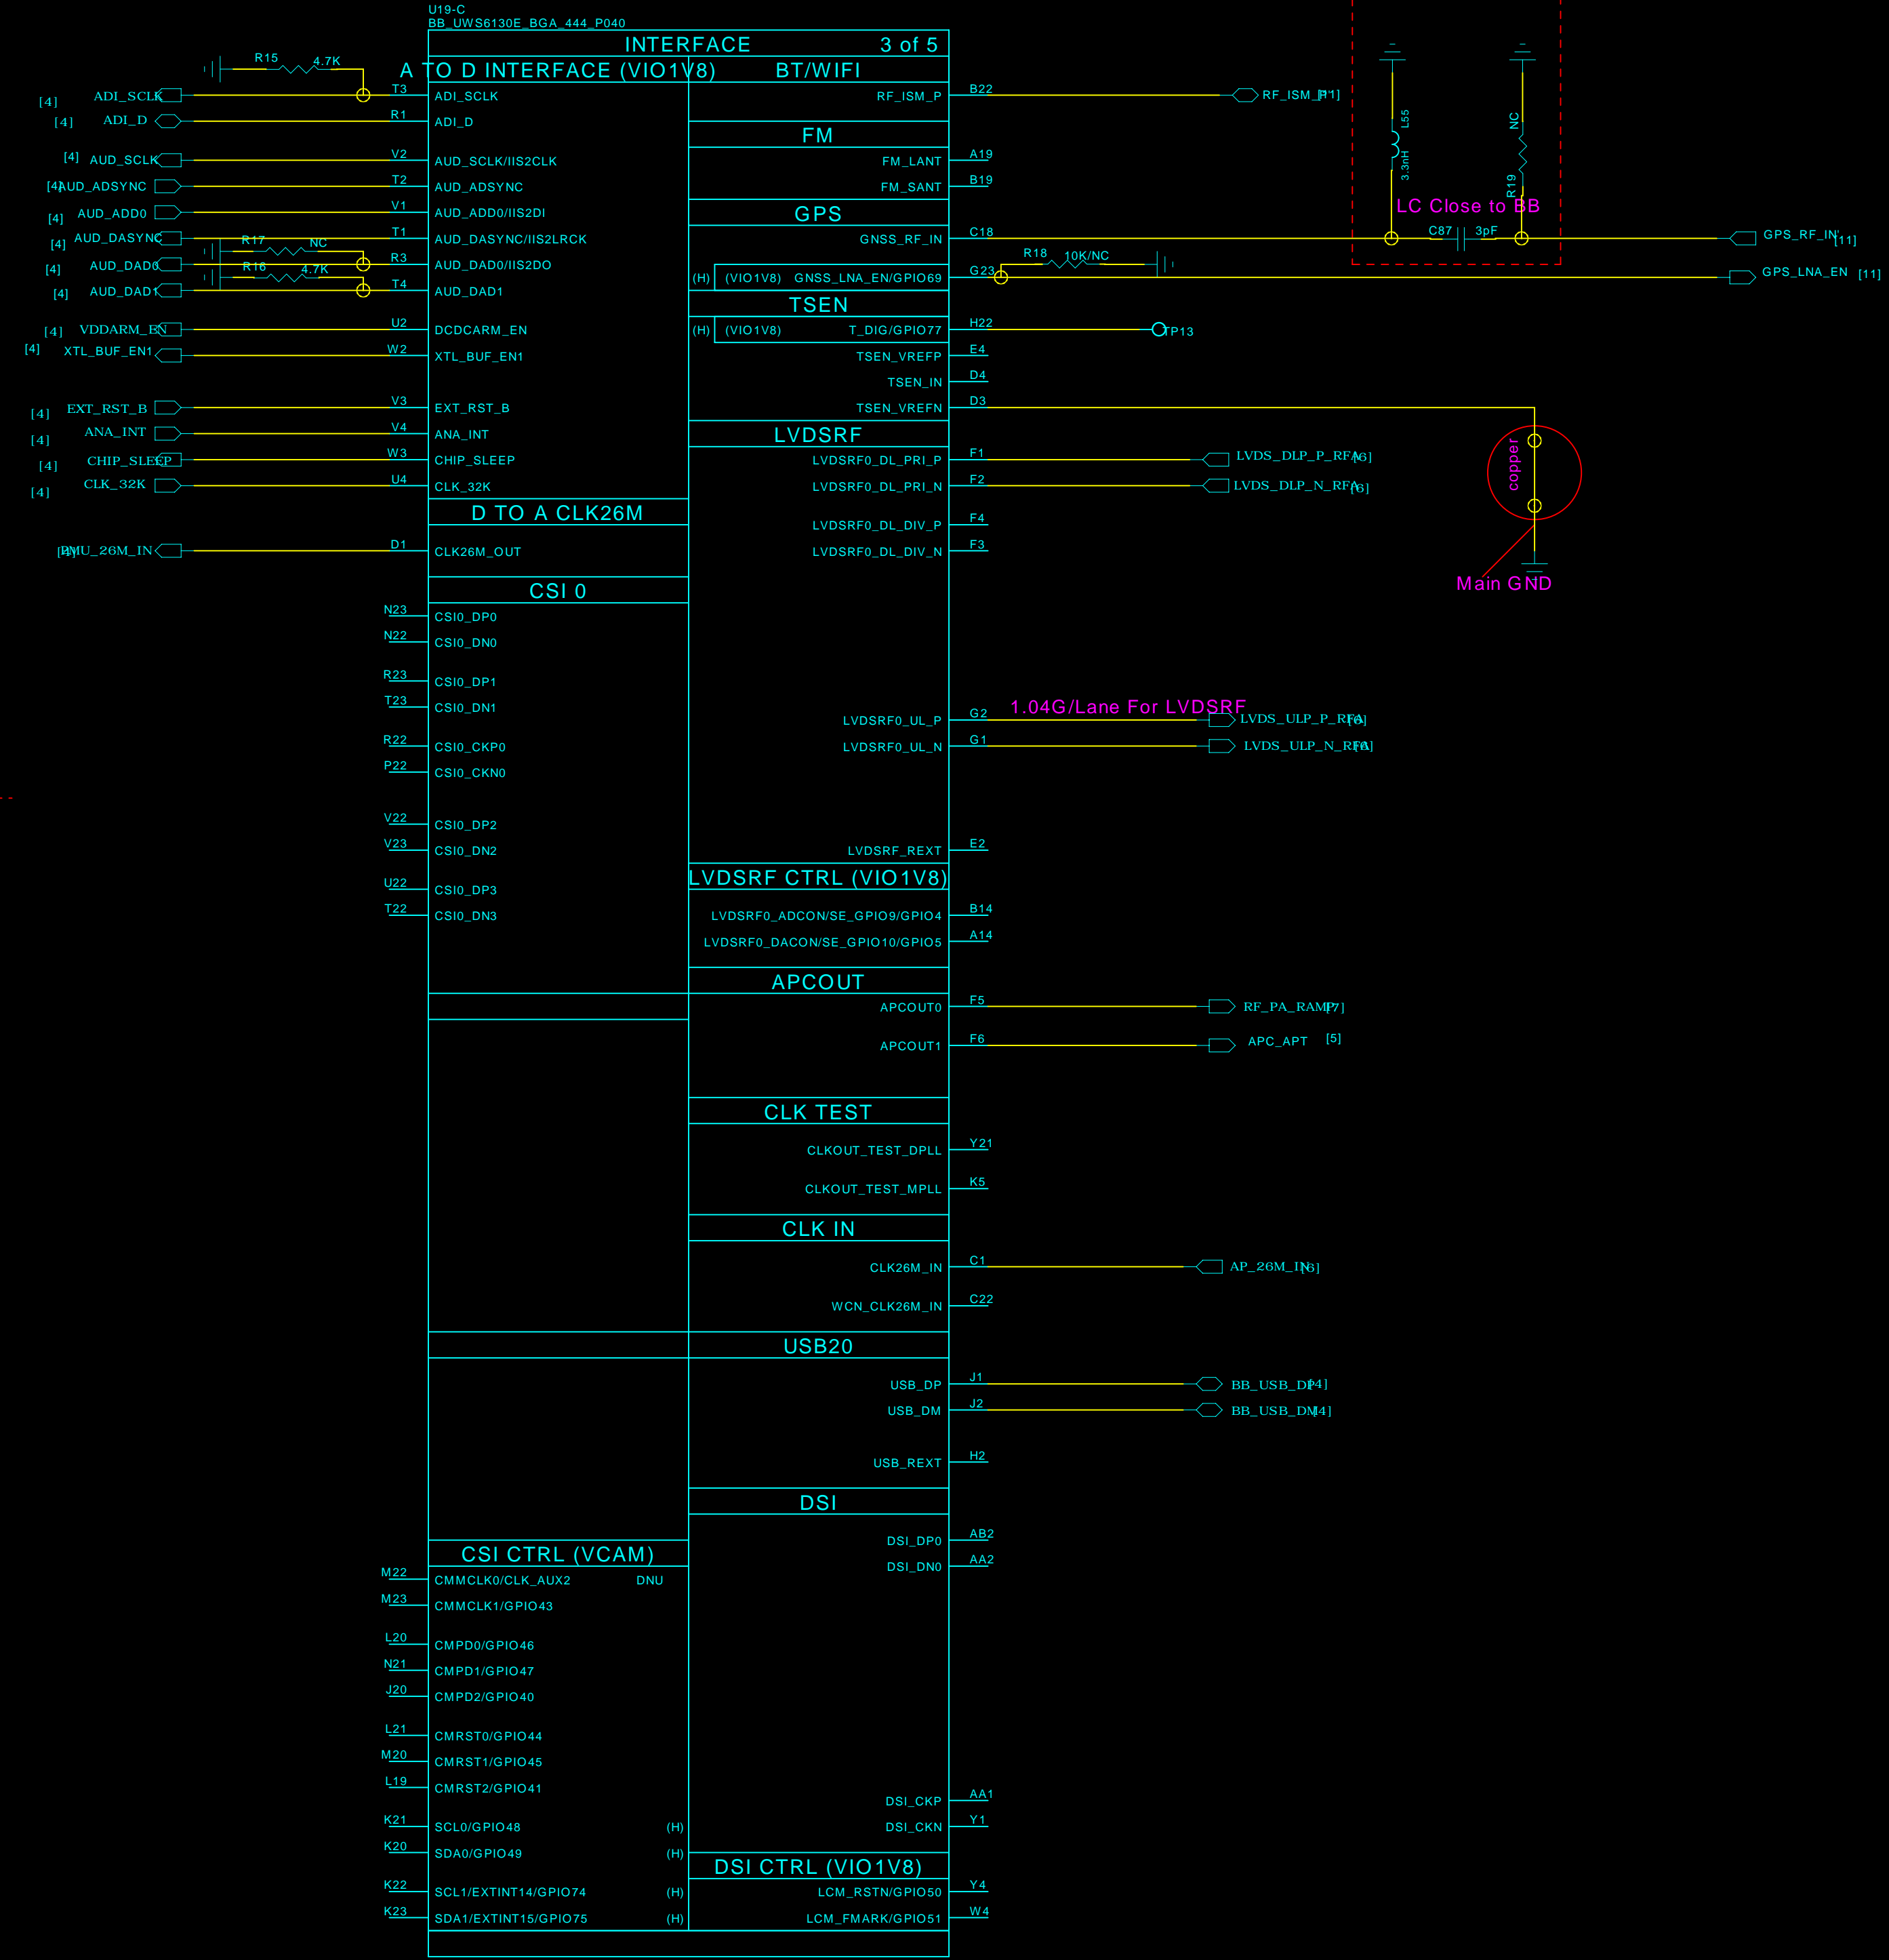 U19-C
BB_UWS6130E_BGA_444_P040
INTERFACE 3 of 5
A TO D INTERFACE (VIO1V8) BT/WIFI
R15 4.7K
[4] ADI_SCLK T3 ADI_SCLK
[4] ADI_D R1 ADI_D
[4] AUD_SCLK V2 AUD_SCLK/IIS2CLK
[4] AUD_ADSYNC T2 AUD_ADSYNC
[4] AUD_ADD0 V1 AUD_ADD0/IIS2DI
[4] AUD_DASYNC T1 AUD_DASYNC/IIS2LRCK
R17 NC
[4] AUD_DAD0 R3 AUD_DAD0/IIS2DO
R16 4.7K
[4] AUD_DAD1 T4 AUD_DAD1
[4] VDDARM_EN U2 DCDCARM_EN
[4] XTL_BUF_EN1 W2 XTL_BUF_EN1
[4] EXT_RST_B V3 EXT_RST_B
[4] ANA_INT V4 ANA_INT
[4] CHIP_SLEEP W3 CHIP_SLEEP
[4] CLK_32K U4 CLK_32K
D TO A CLK26M
PMU_26M_IN D1 CLK26M_OUT
CSI 0
N23 CSI0_DP0
N22 CSI0_DN0
R23 CSI0_DP1
T23 CSI0_DN1
R22 CSI0_CKP0
P22 CSI0_CKN0
V22 CSI0_DP2
V23 CSI0_DN2
U22 CSI0_DP3
T22 CSI0_DN3
CSI CTRL (VCAM)
M22 CMMCLK0/CLK_AUX2 DNU
M23 CMMCLK1/GPIO43
L20 CMPD0/GPIO46
N21 CMPD1/GPIO47
J20 CMPD2/GPIO40
L21 CMRST0/GPIO44
M20 CMRST1/GPIO45
L19 CMRST2/GPIO41
K21 SCL0/GPIO48 (H)
K20 SDA0/GPIO49 (H)
K22 SCL1/EXTINT14/GPIO74 (H)
K23 SDA1/EXTINT15/GPIO75 (H)
RF_ISM_P B22 RF_ISM_P [11]
FM
FM_LANT A19
FM_SANT B19
GPS
GNSS_RF_IN C18
L55
3.3nH
NC
R19
LC Close to BB
C87 3pF
GPS_RF_IN [11]
R18 10K/NC
(H) (VIO1V8) GNSS_LNA_EN/GPIO69 G23 GPS_LNA_EN [11]
TSEN
(H) (VIO1V8) T_DIG/GPIO77 H22 TP13
TSEN_VREFP E4
TSEN_IN D4
TSEN_VREFN D3
copper
Main GND
LVDSRF
LVDSRF0_DL_PRI_P F1 LVDS_DLP_P_RFA [6]
LVDSRF0_DL_PRI_N F2 LVDS_DLP_N_RFA [6]
LVDSRF0_DL_DIV_P F4
LVDSRF0_DL_DIV_N F3
1.04G/Lane For LVDSRF
LVDSRF0_UL_P G2 LVDS_ULP_P_RFA [6]
LVDSRF0_UL_N G1 LVDS_ULP_N_RFA [6]
LVDSRF_REXT E2
LVDSRF CTRL (VIO1V8)
LVDSRF0_ADCON/SE_GPIO9/GPIO4 B14
LVDSRF0_DACON/SE_GPIO10/GPIO5 A14
APCOUT
APCOUT0 F5 RF_PA_RAMP [7]
APCOUT1 F6 APC_APT [5]
CLK TEST
CLKOUT_TEST_DPLL Y21
CLKOUT_TEST_MPLL K5
CLK IN
CLK26M_IN C1 AP_26M_IN [6]
WCN_CLK26M_IN C22
USB20
USB_DP J1 BB_USB_DP [4]
USB_DM J2 BB_USB_DM [4]
USB_REXT H2
DSI
DSI_DP0 AB2
DSI_DN0 AA2
DSI_CKP AA1
DSI_CKN Y1
DSI CTRL (VIO1V8)
LCM_RSTN/GPIO50 Y4
LCM_FMARK/GPIO51 W4